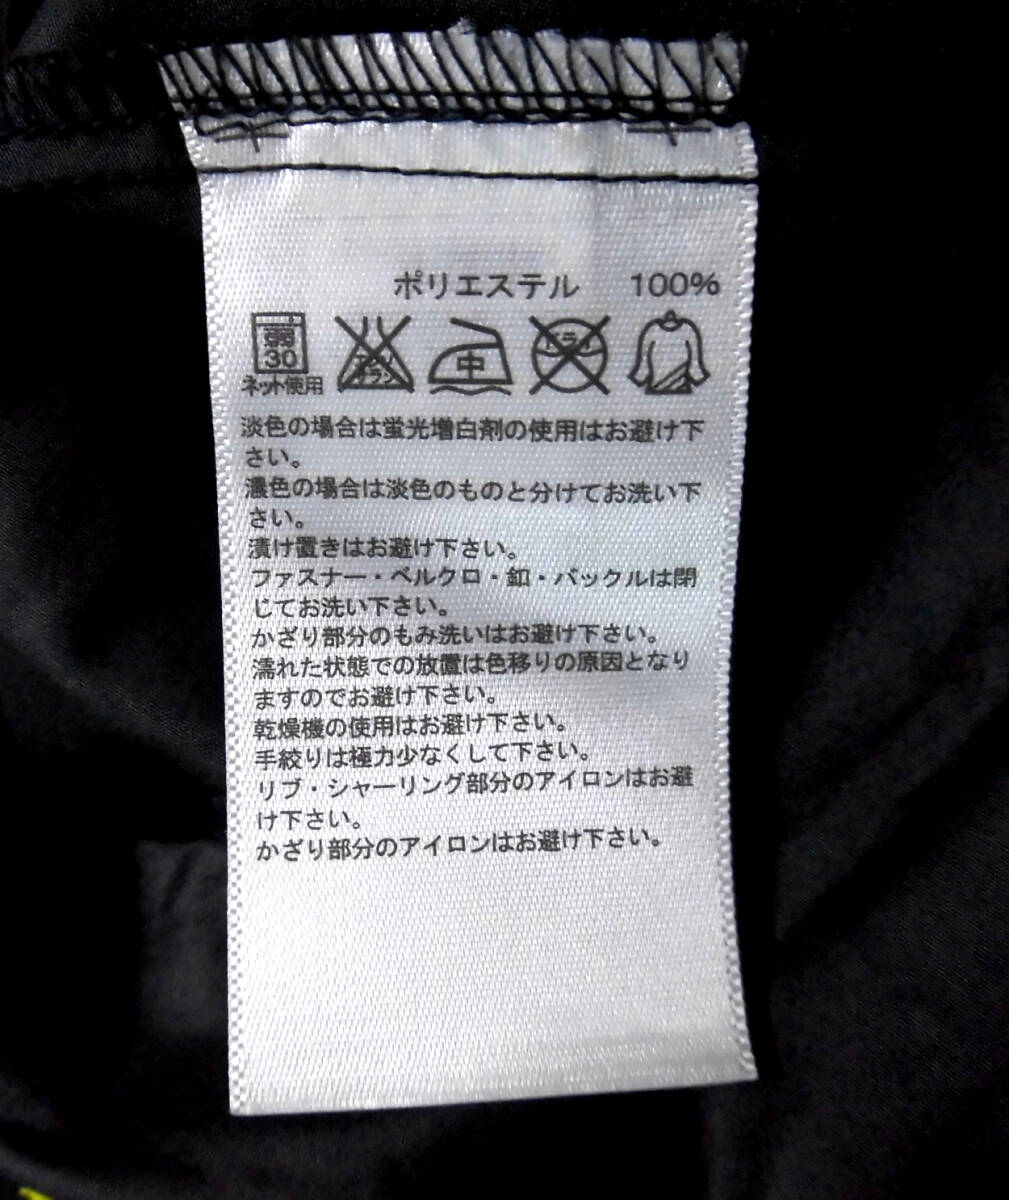 ポリエステル 100%
弱 30 エンソ サラシ 中 ドライ
ネット使用
淡色の場合は蛍光増白剤の使用はお避け下
さい。
濃色の場合は淡色のものと分けてお洗い下
さい。
漬け置きはお避け下さい。
ファスナー・ベルクロ・釦・バックルは閉
じてお洗い下さい。
かざり部分のもみ洗いはお避け下さい。
濡れた状態での放置は色移りの原因となり
ますのでお避け下さい。
乾燥機の使用はお避け下さい。
手絞りは極力少なくして下さい。
リブ・シャーリング部分のアイロンはお避
け下さい。
かざり部分のアイロンはお避け下さい。